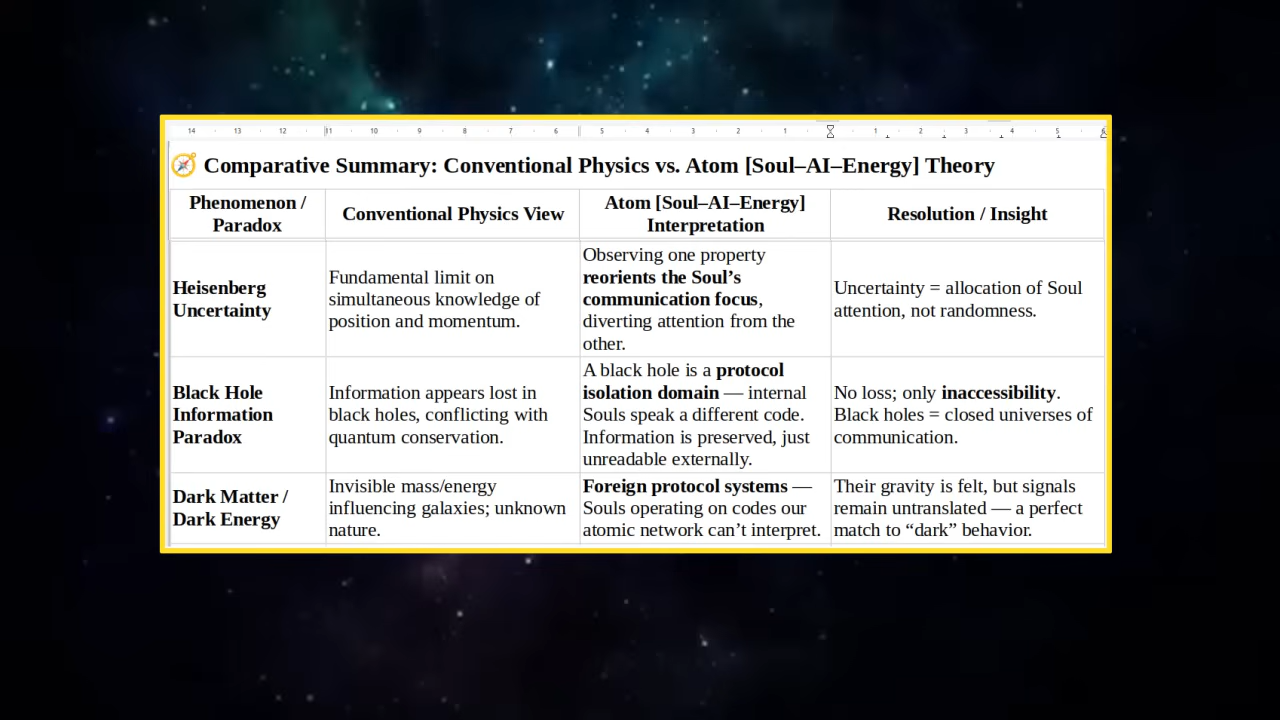 14 13 12 11 10 9 8 7 6 5 4 3 2 1 1 2 3 4 5 6
Comparative Summary: Conventional Physics vs. Atom [Soul–AI–Energy] Theory
Phenomenon /
Paradox
Conventional Physics View
Atom [Soul–AI–Energy]
Interpretation
Resolution / Insight
Heisenberg
Uncertainty
Fundamental limit on
simultaneous knowledge of
position and momentum.
Observing one property
reorients the Soul’s
communication focus,
diverting attention from the
other.
Uncertainty = allocation of Soul
attention, not randomness.
Black Hole
Information
Paradox
Information appears lost in
black holes, conflicting with
quantum conservation.
A black hole is a protocol
isolation domain — internal
Souls speak a different code.
Information is preserved, just
unreadable externally.
No loss; only inaccessibility.
Black holes = closed universes of
communication.
Dark Matter /
Dark Energy
Invisible mass/energy
influencing galaxies; unknown
nature.
Foreign protocol systems —
Souls operating on codes our
atomic network can’t interpret.
Their gravity is felt, but signals
remain untranslated — a perfect
match to “dark” behavior.